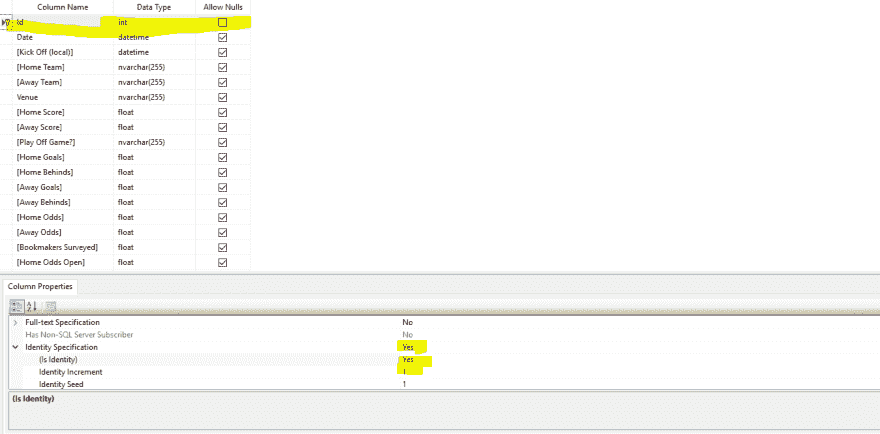 Column Name Data Type Allow Nulls
Id int
Date datetime
[Kick Off (local)] datetime
[Home Team] nvarchar(255)
[Away Team] nvarchar(255)
Venue nvarchar(255)
[Home Score] float
[Away Score] float
[Play Off Game?] nvarchar(255)
[Home Goals] float
[Home Behinds] float
[Away Goals] float
[Away Behinds] float
[Home Odds] float
[Away Odds] float
[Bookmakers Surveyed] float
[Home Odds Open] float
Column Properties
Full-text Specification No
Has Non-SQL Server Subscriber No
Identity Specification Yes
(Is Identity) Yes
Identity Increment 1
Identity Seed 1
(Is Identity)